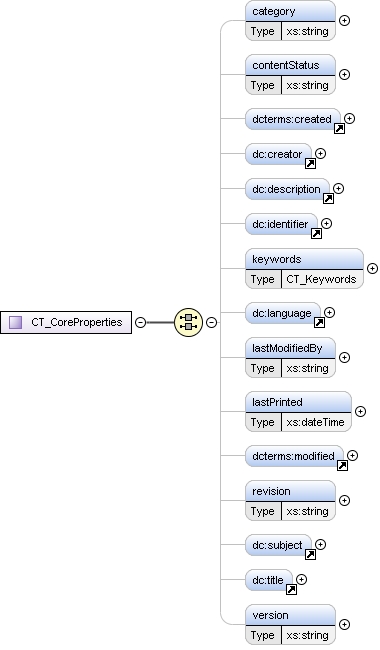 category
Type xs:string
contentStatus
Type xs:string
dcterms:created
dc:creator
dc:description
dc:identifier
keywords
Type CT_Keywords
dc:language
CT_CoreProperties
lastModifiedBy
Type xs:string
lastPrinted
Type xs:dateTime
dcterms:modified
revision
Type xs:string
dc:subject
dc:title
version
Type xs:string